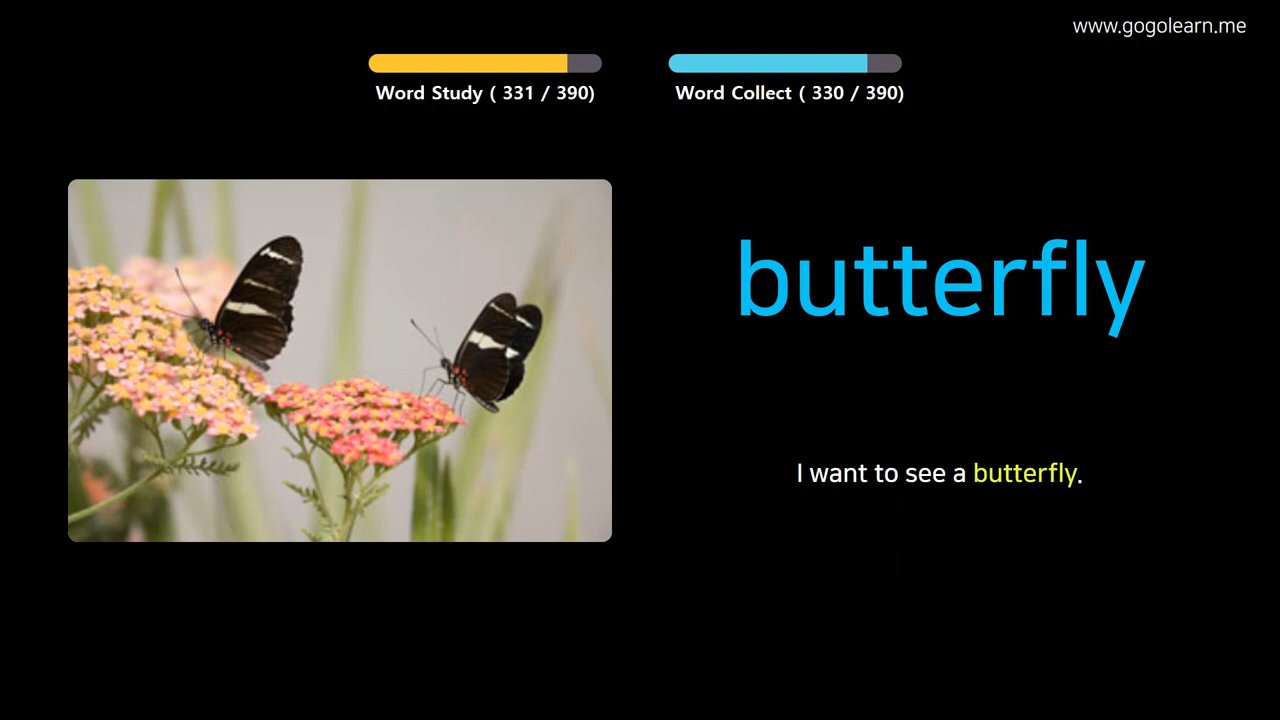 www.gogolearn.me
Word Study ( 331 / 390)
Word Collect ( 330 / 390)
butterfly
I want to see a butterfly.